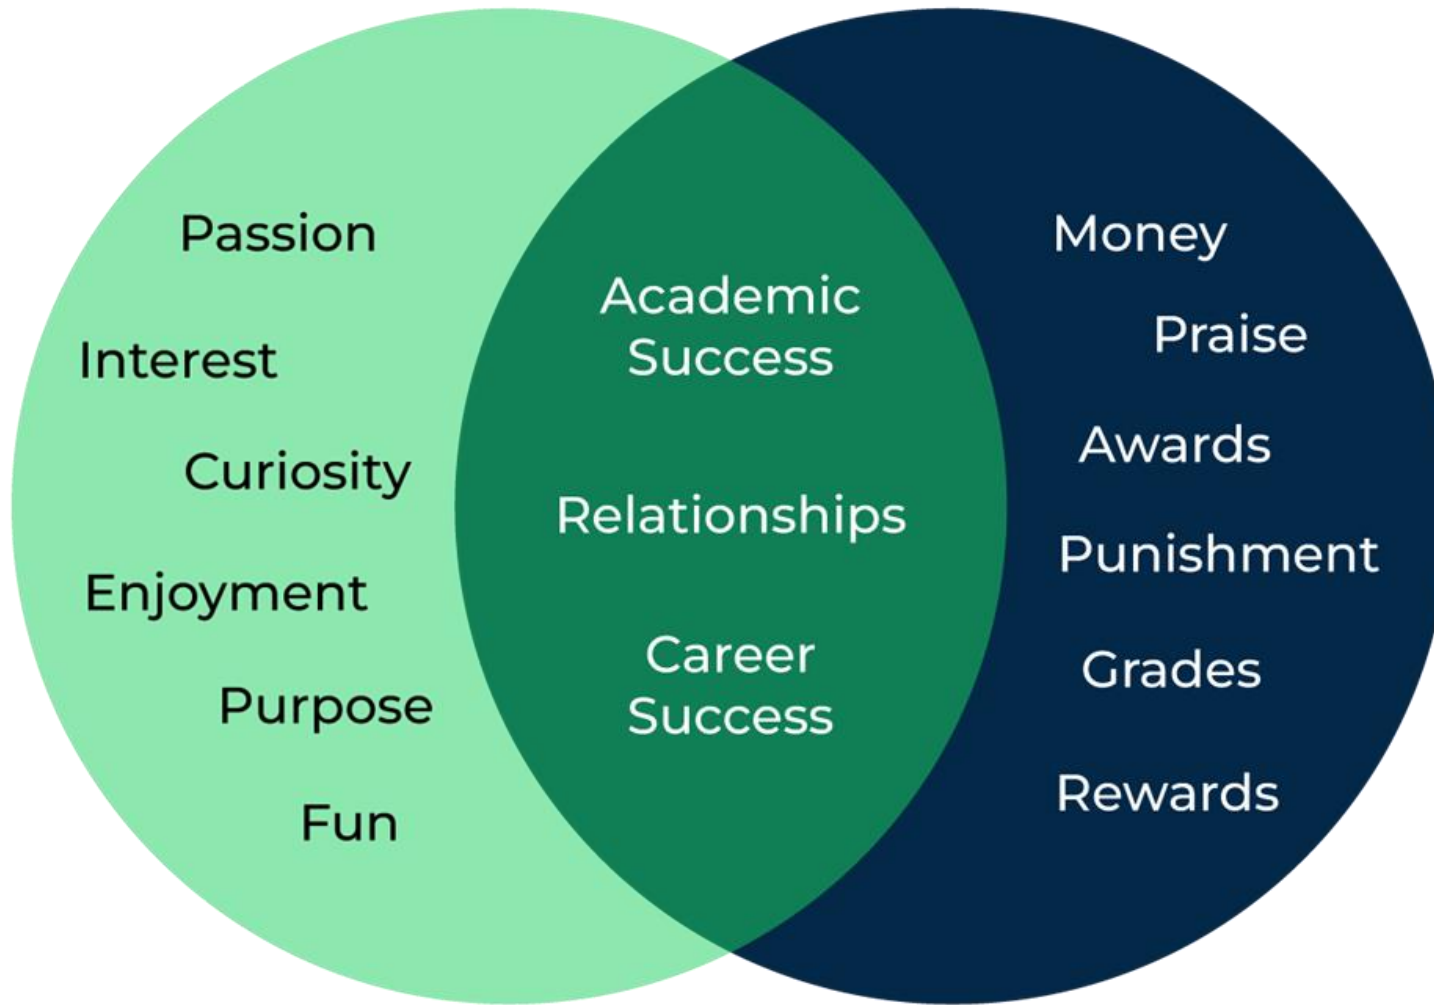 Passion
Interest
Curiosity
Enjoyment
Purpose
Fun
Academic
Success
Relationships
Career
Success
Money
Praise
Awards
Punishment
Grades
Rewards